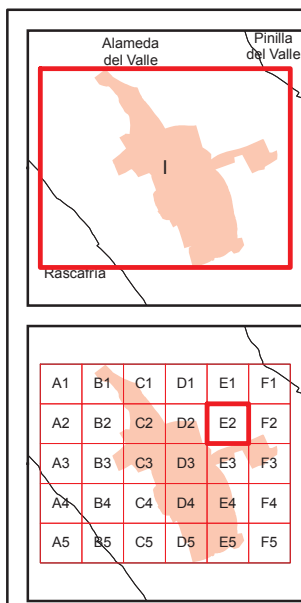 Alameda
del Valle
Pinilla
del Valle
I
Rascafría
A1 B1 C1 D1 E1 F1
A2 B2 C2 D2 E2 F2
A3 B3 C3 D3 E3 F3
A4 B4 C4 D4 E4 F4
A5 B5 C5 D5 E5 F5